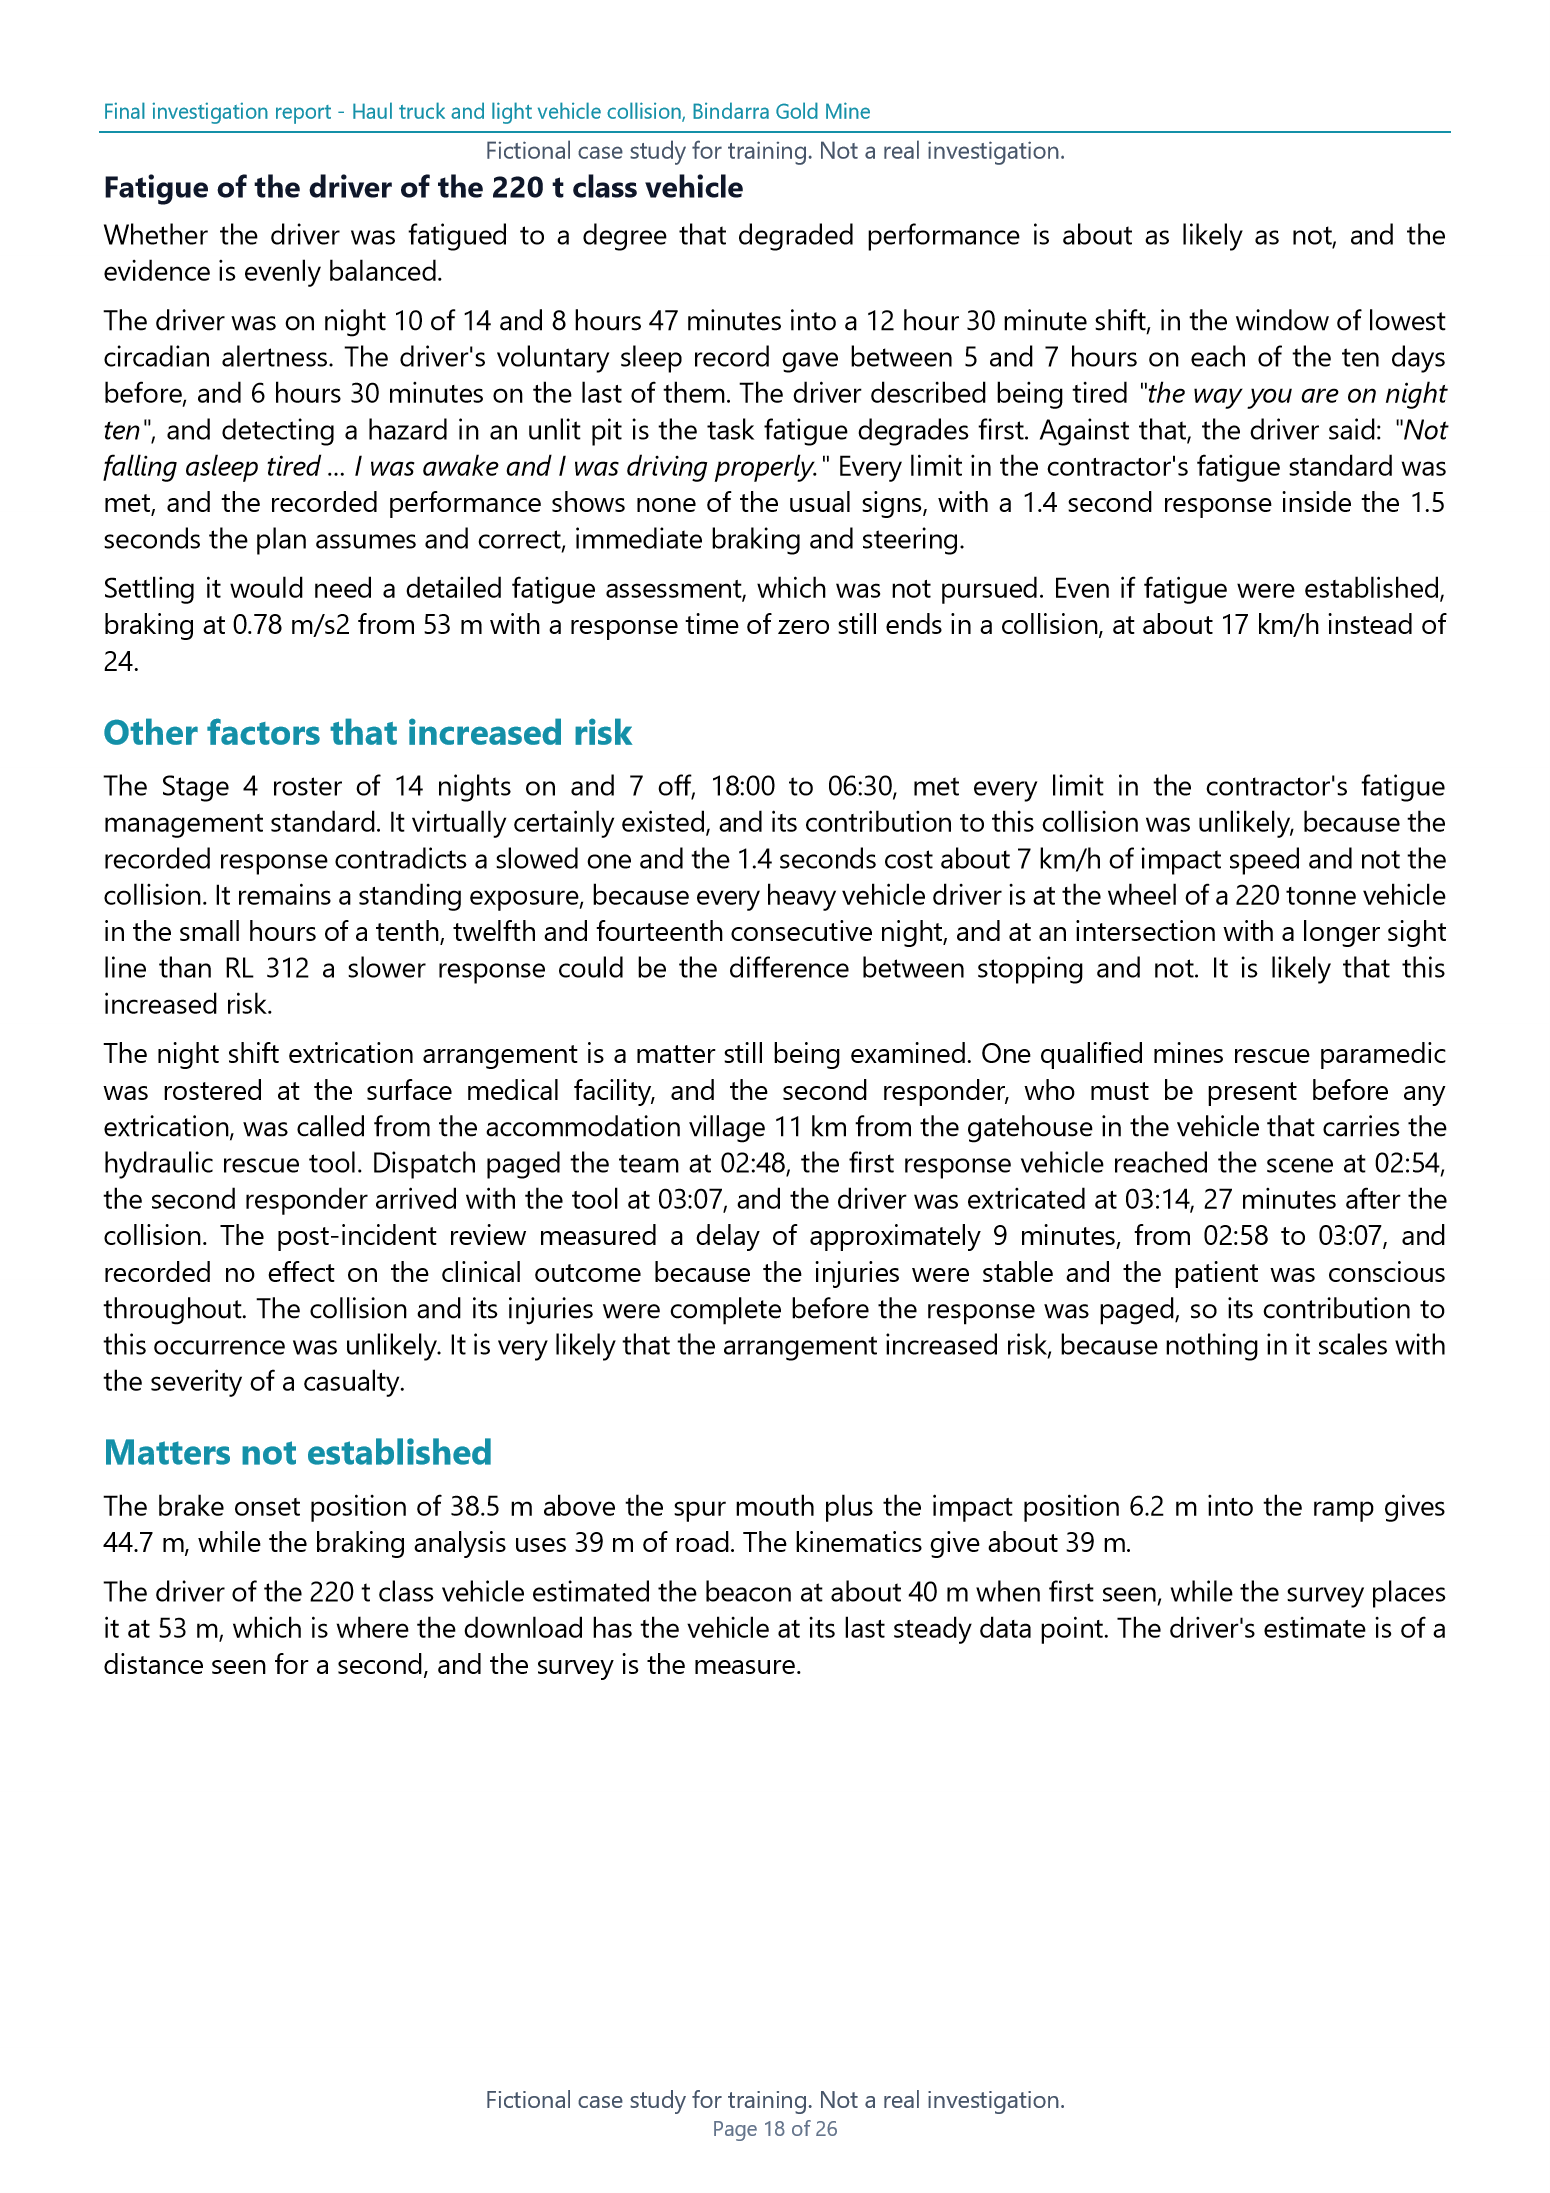 Final investigation report - Haul truck and light vehicle collision, Bindarra Gold Mine
Fictional case study for training. Not a real investigation.
Fatigue of the driver of the 220 t class vehicle
Whether the driver was fatigued to a degree that degraded performance is about as likely as not, and the
evidence is evenly balanced.
The driver was on night 10 of 14 and 8 hours 47 minutes into a 12 hour 30 minute shift, in the window of lowest
circadian alertness. The driver's voluntary sleep record gave between 5 and 7 hours on each of the ten days
before, and 6 hours 30 minutes on the last of them. The driver described being tired "the way you are on night
ten", and detecting a hazard in an unlit pit is the task fatigue degrades first. Against that, the driver said: "Not
falling asleep tired ... I was awake and I was driving properly." Every limit in the contractor's fatigue standard was
met, and the recorded performance shows none of the usual signs, with a 1.4 second response inside the 1.5
seconds the plan assumes and correct, immediate braking and steering.
Settling it would need a detailed fatigue assessment, which was not pursued. Even if fatigue were established,
braking at 0.78 m/s2 from 53 m with a response time of zero still ends in a collision, at about 17 km/h instead of
24.
Other factors that increased risk
The Stage 4 roster of 14 nights on and 7 off, 18:00 to 06:30, met every limit in the contractor's fatigue
management standard. It virtually certainly existed, and its contribution to this collision was unlikely, because the
recorded response contradicts a slowed one and the 1.4 seconds cost about 7 km/h of impact speed and not the
collision. It remains a standing exposure, because every heavy vehicle driver is at the wheel of a 220 tonne vehicle
in the small hours of a tenth, twelfth and fourteenth consecutive night, and at an intersection with a longer sight
line than RL 312 a slower response could be the difference between stopping and not. It is likely that this
increased risk.
The night shift extrication arrangement is a matter still being examined. One qualified mines rescue paramedic
was rostered at the surface medical facility, and the second responder, who must be present before any
extrication, was called from the accommodation village 11 km from the gatehouse in the vehicle that carries the
hydraulic rescue tool. Dispatch paged the team at 02:48, the first response vehicle reached the scene at 02:54,
the second responder arrived with the tool at 03:07, and the driver was extricated at 03:14, 27 minutes after the
collision. The post-incident review measured a delay of approximately 9 minutes, from 02:58 to 03:07, and
recorded no effect on the clinical outcome because the injuries were stable and the patient was conscious
throughout. The collision and its injuries were complete before the response was paged, so its contribution to
this occurrence was unlikely. It is very likely that the arrangement increased risk, because nothing in it scales with
the severity of a casualty.
Matters not established
The brake onset position of 38.5 m above the spur mouth plus the impact position 6.2 m into the ramp gives
44.7 m, while the braking analysis uses 39 m of road. The kinematics give about 39 m.
The driver of the 220 t class vehicle estimated the beacon at about 40 m when first seen, while the survey places
it at 53 m, which is where the download has the vehicle at its last steady data point. The driver's estimate is of a
distance seen for a second, and the survey is the measure.
Fictional case study for training. Not a real investigation.
Page 18 of 26